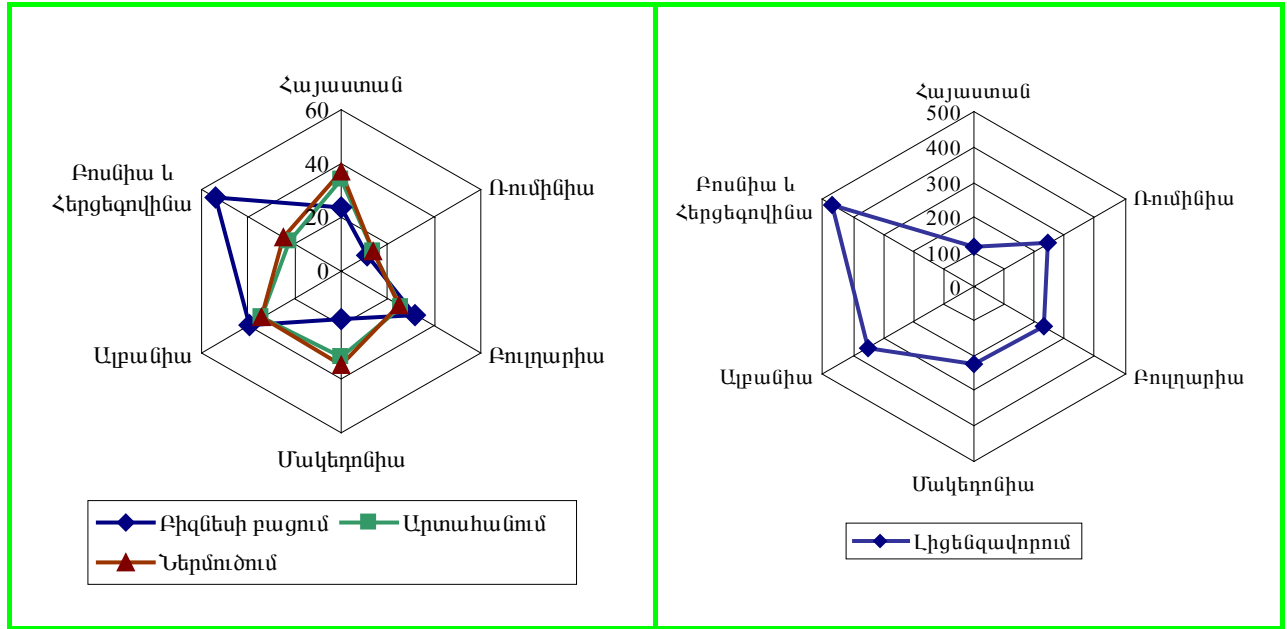 Հայաստան
60
40
20
0
Ռումինիա
Բուլղարիա
Մակեդոնիա
Ալբանիա
Բոսնիա և
Հերցեգովինա
Բիզնեսի բացում
Արտահանում
Ներմուծում
Հայաստան
500
400
300
200
100
0
Ռումինիա
Բուլղարիա
Մակեդոնիա
Ալբանիա
Բոսնիա և
Հերցեգովինա
Լիցենզավորում